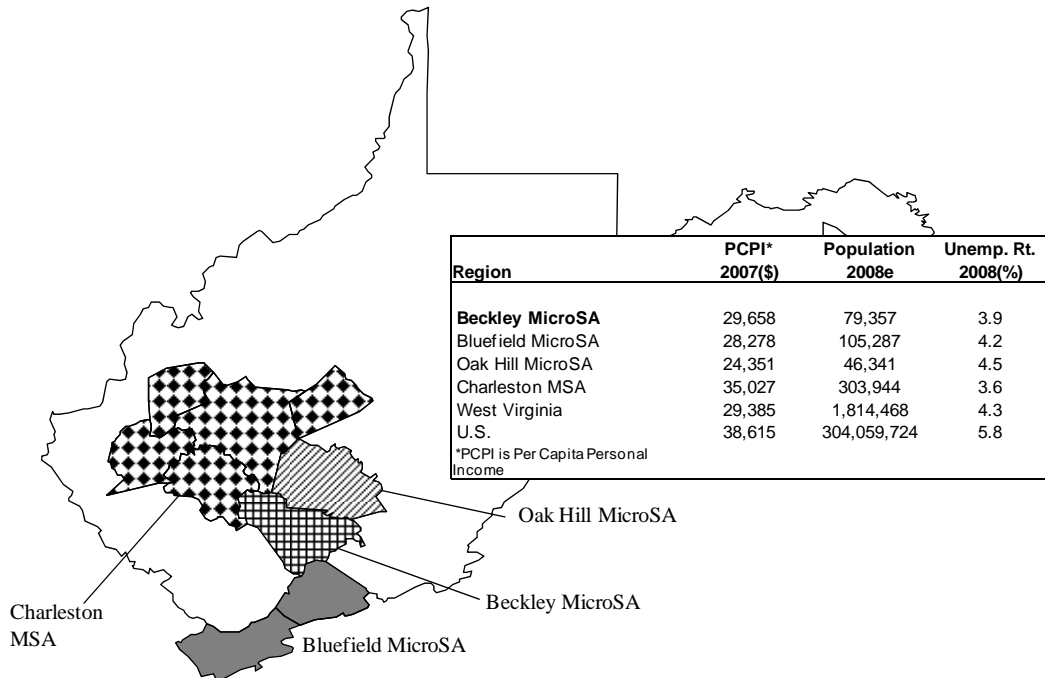 PCPI* Population Unemp. Rt.
Region 2007($) 2008e 2008(%)
Beckley MicroSA 29,658 79,357 3.9
Bluefield MicroSA 28,278 105,287 4.2
Oak Hill MicroSA 24,351 46,341 4.5
Charleston MSA 35,027 303,944 3.6
West Virginia 29,385 1,814,468 4.3
U.S. 38,615 304,059,724 5.8
*PCPI is Per Capita Personal
Income
Oak Hill MicroSA
Beckley MicroSA
Charleston
MSA
Bluefield MicroSA